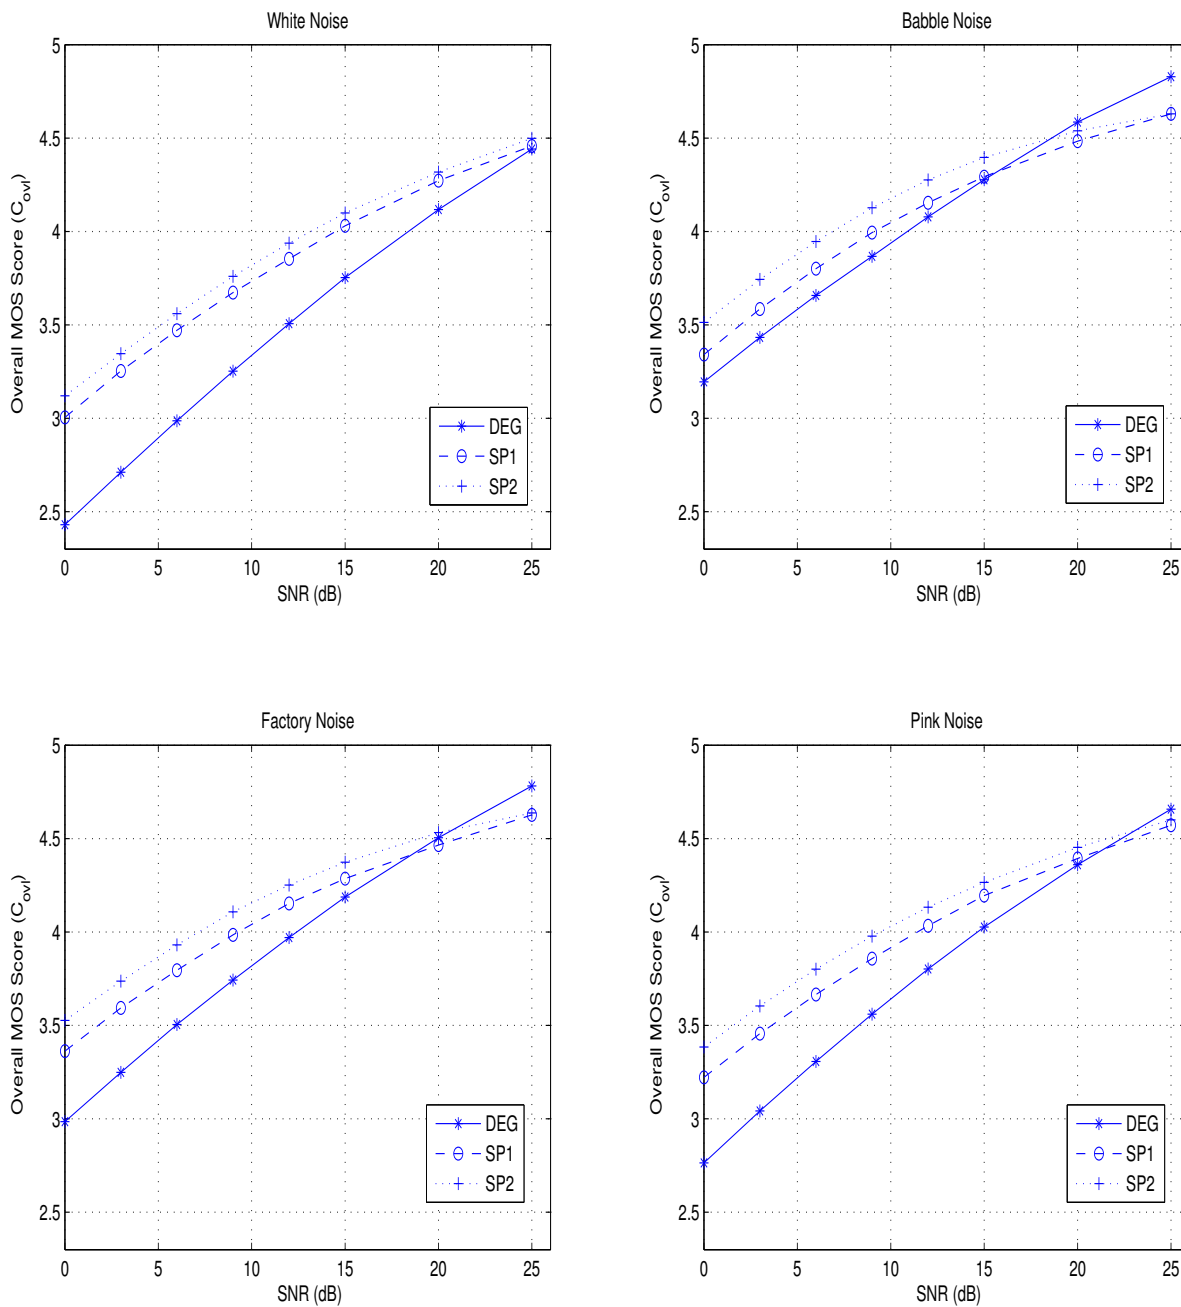 White Noise
5
4.5
4
3.5
3
2.5
0 5 10 15 20 25
SNR (dB)
Overall MOS Score (C_ovl)
DEG
SP1
SP2
Babble Noise
5
4.5
4
3.5
3
2.5
0 5 10 15 20 25
SNR (dB)
Overall MOS Score (C_ovl)
DEG
SP1
SP2
Factory Noise
5
4.5
4
3.5
3
2.5
0 5 10 15 20 25
SNR (dB)
Overall MOS Score (C_ovl)
DEG
SP1
SP2
Pink Noise
5
4.5
4
3.5
3
2.5
0 5 10 15 20 25
SNR (dB)
Overall MOS Score (C_ovl)
DEG
SP1
SP2